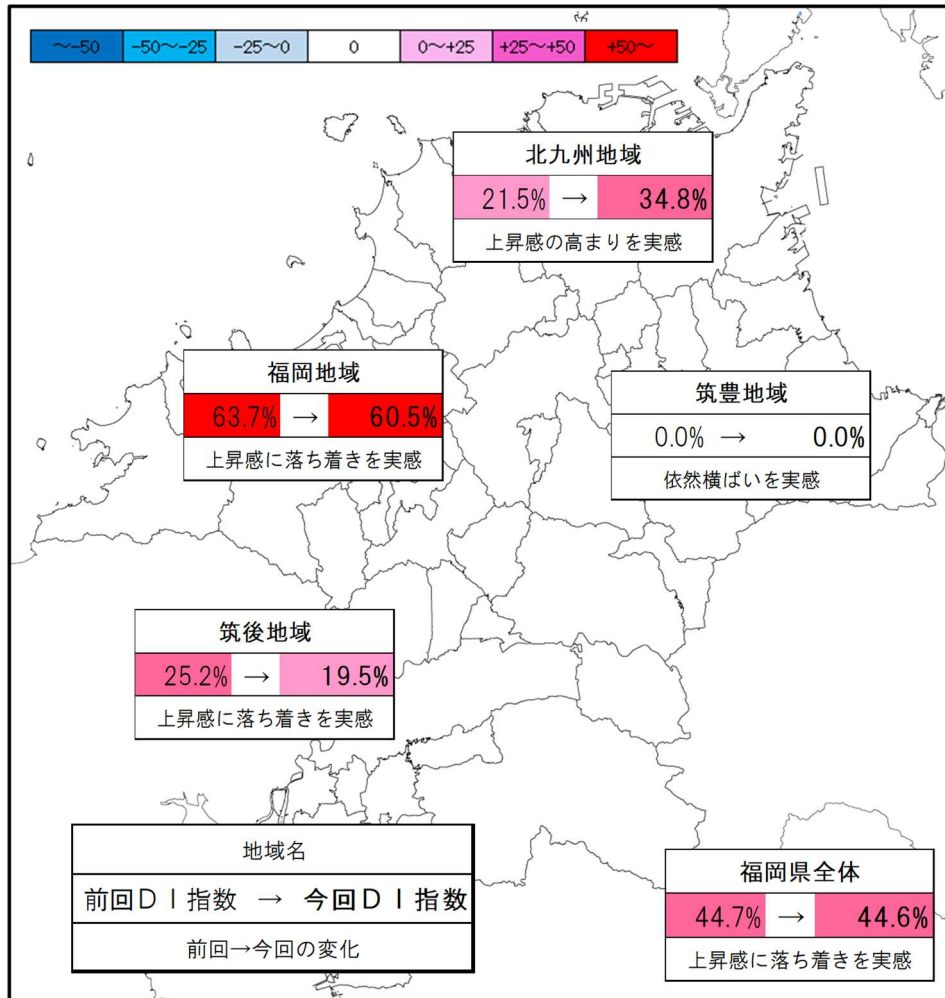 ～-50 -50～-25 -25～0 0 0～+25 +25～+50 +50～
北九州地域
21.5% → 34.8%
上昇感の高まりを実感
福岡地域
63.7% → 60.5%
上昇感に落ち着きを実感
筑豊地域
0.0% → 0.0%
依然横ばいを実感
筑後地域
25.2% → 19.5%
上昇感に落ち着きを実感
地域名
前回ＤＩ指数 → 今回ＤＩ指数
前回→今回の変化
福岡県全体
44.7% → 44.6%
上昇感に落ち着きを実感